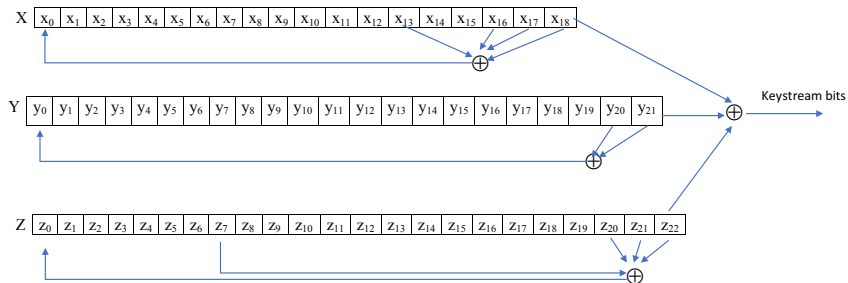 X x₀ x₁ x₂ x₃ x₄ x₅ x₆ x₇ x₈ x₉ x₁₀ x₁₁ x₁₂ x₁₃ x₁₄ x₁₅ x₁₆ x₁₇ x₁₈
⊕
Y y₀ y₁ y₂ y₃ y₄ y₅ y₆ y₇ y₈ y₉ y₁₀ y₁₁ y₁₂ y₁₃ y₁₄ y₁₅ y₁₆ y₁₇ y₁₈ y₁₉ y₂₀ y₂₁
⊕ Keystream bits
⊕
Z z₀ z₁ z₂ z₃ z₄ z₅ z₆ z₇ z₈ z₉ z₁₀ z₁₁ z₁₂ z₁₃ z₁₄ z₁₅ z₁₆ z₁₇ z₁₈ z₁₉ z₂₀ z₂₁ z₂₂
⊕